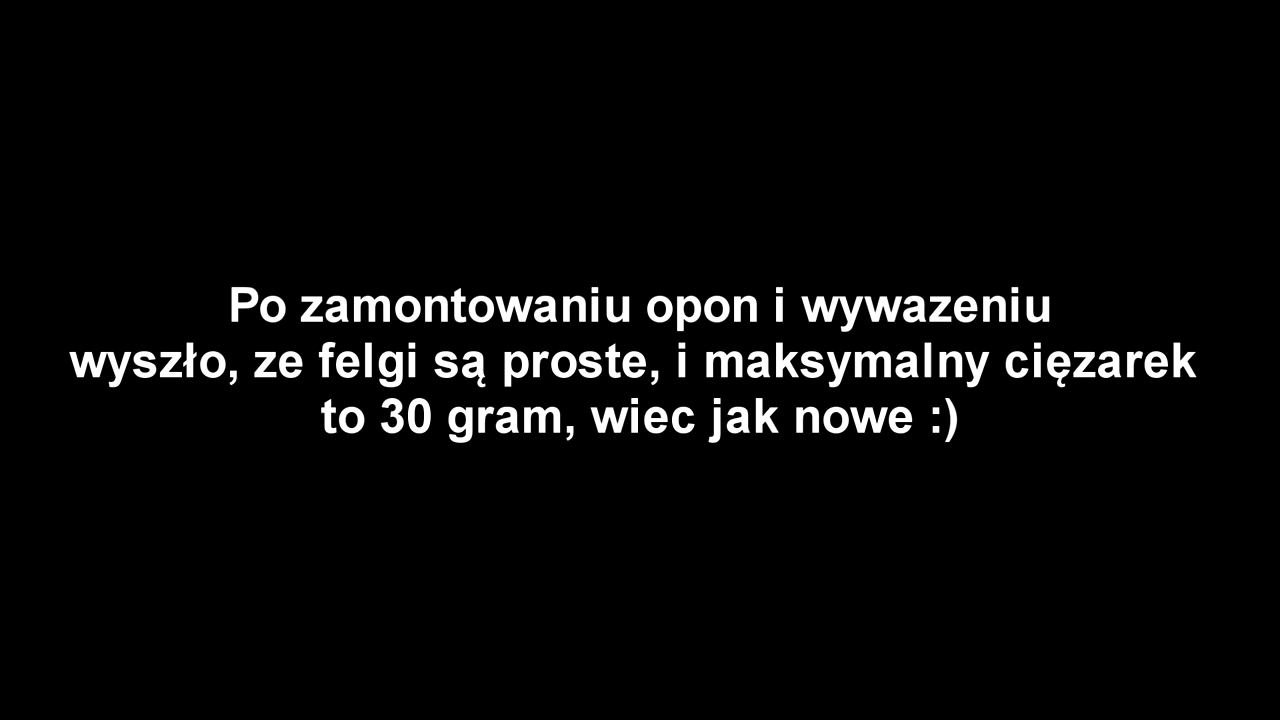 Po zamontowaniu opon i wywazeniu
wyszło, ze felgi są proste, i maksymalny cięzarek
to 30 gram, wiec jak nowe :)